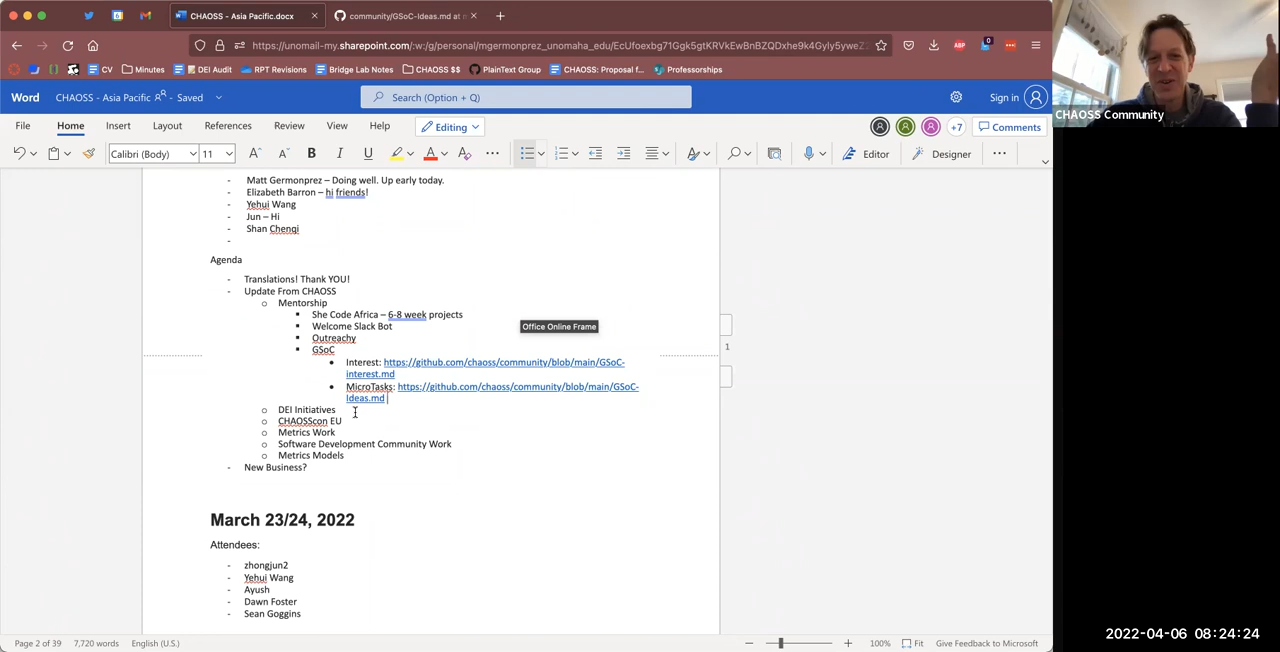 CHAOSS - Asia Pacific.docx
community/GSoC-Ideas.md at m
https://unomail-my.sharepoint.com/:w:/g/personal/mgermonprez_unomaha_edu/
CV
Minutes
DEI Audit
RPT Revisions
Bridge Lab Notes
CHAOSS $$
PlainText Group
CHAOSS: Proposal f...
Professorships
Word
CHAOSS - Asia Pacific - Saved
Search (Option + Q)
Sign in
CHAOSS Community
File Home Insert Layout References Review View Help Editing
+7 Comments
Calibri (Body) 11
Editor
Designer
- Matt Germonprez – Doing well. Up early today.
- Elizabeth Barron – hi friends!
- Yehui Wang
- Jun – Hi
- Shan Chenqi
-
Agenda
- Translations! Thank YOU!
- Update From CHAOSS
o Mentorship
▪ She Code Africa – 6-8 week projects
▪ Welcome Slack Bot
▪ Outreachy
▪ GSoC
• Interest: https://github.com/chaoss/community/blob/main/GSoC-
interest.md
• MicroTasks: https://github.com/chaoss/community/blob/main/GSoC-
Ideas.md
o DEI Initiatives
o CHAOSScon EU
o Metrics Work
o Software Development Community Work
o Metrics Models
- New Business?
Office Online Frame
1
March 23/24, 2022
Attendees:
- zhongjun2
- Yehui Wang
- Ayush
- Dawn Foster
- Sean Goggins
Page 2 of 39 7,720 words English (U.S.)
100% Fit Give Feedback to Microsoft
2022-04-06 08:24:24